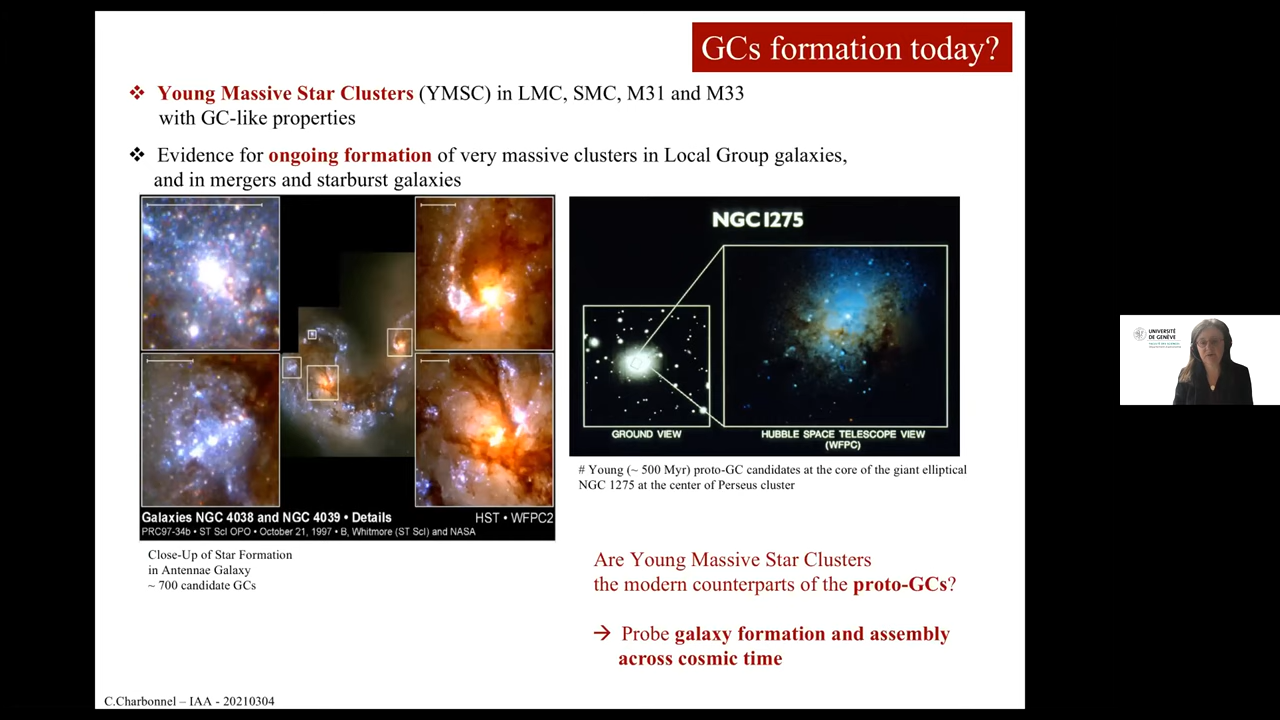 GCs formation today?
❖ Young Massive Star Clusters (YMSC) in LMC, SMC, M31 and M33
with GC-like properties
❖ Evidence for ongoing formation of very massive clusters in Local Group galaxies,
and in mergers and starburst galaxies
Galaxies NGC 4038 and NGC 4039 • Details
HST • WFPC2
PRC97-34b • ST ScI OPO • October 21, 1997 • B. Whitmore (ST ScI) and NASA
Close-Up of Star Formation
in Antennae Galaxy
~ 700 candidate GCs
NGC 1275
GROUND VIEW
HUBBLE SPACE TELESCOPE VIEW
(WFPC)
# Young (~ 500 Myr) proto-GC candidates at the core of the giant elliptical
NGC 1275 at the center of Perseus cluster
Are Young Massive Star Clusters
the modern counterparts of the proto-GCs?
→ Probe galaxy formation and assembly
across cosmic time
C.Charbonnel – IAA - 20210304
UNIVERSITÉ
DE GENÈVE